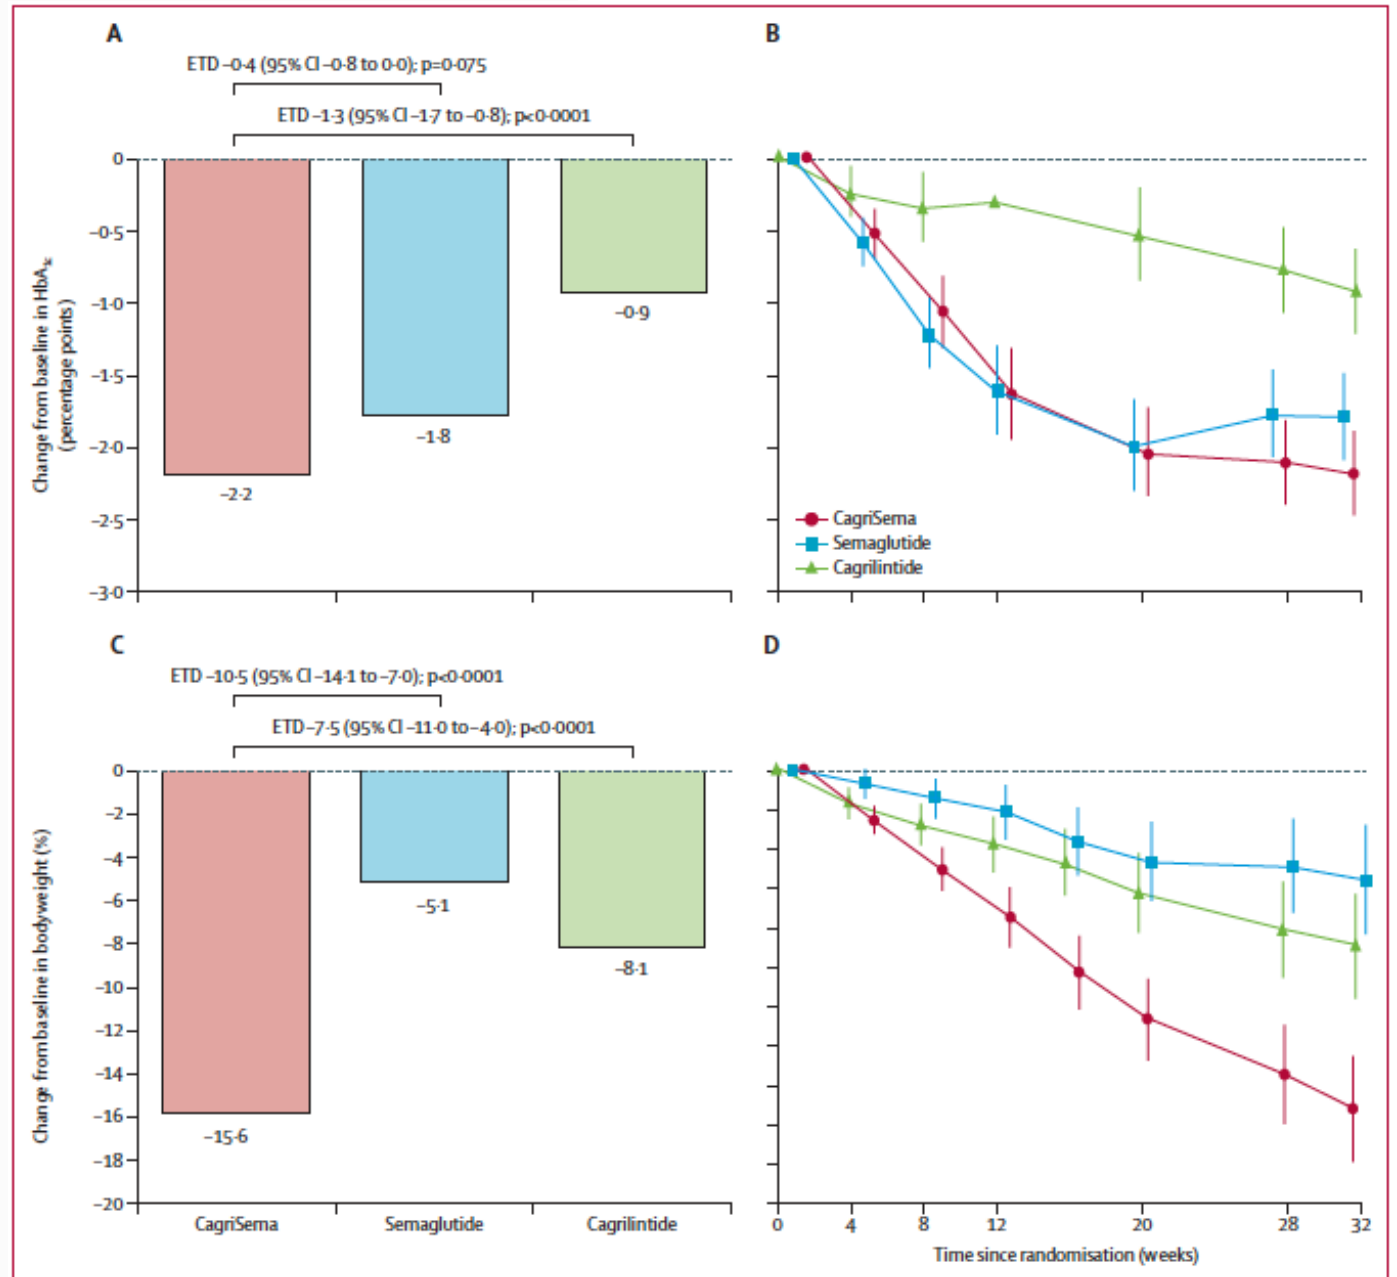 A
ETD –0·4 (95% CI –0·8 to 0·0); p=0·075
ETD –1·3 (95% CI –1·7 to –0·8); p<0·0001
Change from baseline in HbA1c
(percentage points)
0
–0·5
–1·0
–1·5
–2·0
–2·5
–3·0
–2·2
–1·8
–0·9
B
CagriSema
Semaglutide
Cagrilintide
C
ETD –10·5 (95% CI –14·1 to –7·0); p<0·0001
ETD –7·5 (95% CI –11·0 to –4·0); p<0·0001
Change from baseline in bodyweight (%)
0
–2
–4
–6
–8
–10
–12
–14
–16
–18
–20
–15·6
–5·1
–8·1
CagriSema
Semaglutide
Cagrilintide
D
0
4
8
12
20
28
32
Time since randomisation (weeks)